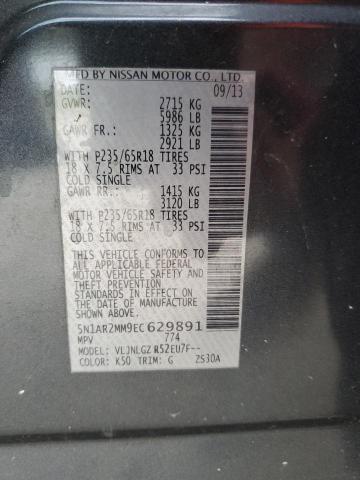 MFD BY NISSAN MOTOR CO., LTD.
DATE: 09/13
GVWR: 2715 KG
5986 LB
GAWR FR.: 1325 KG
2921 LB
WITH P235/65R18 TIRES
18 X 7.5 RIMS AT 33 PSI
COLD SINGLE
GAWR RR.: 1415 KG
3120 LB
WITH P235/65R18 TIRES
18 X 7.5 RIMS AT 33 PSI
COLD SINGLE
THIS VEHICLE CONFORMS TO
ALL APPLICABLE FEDERAL
MOTOR VEHICLE SAFETY
AND THEFT PREVENTION
STANDARDS IN EFFECT ON
THE DATE OF MANUFACTURE
SHOWN ABOVE.
5N1AR2MM9EC629891
MPV 774
MODEL: VLJNLGZ R52EU7F--
COLOR: K50 TRIM: G 2S30A